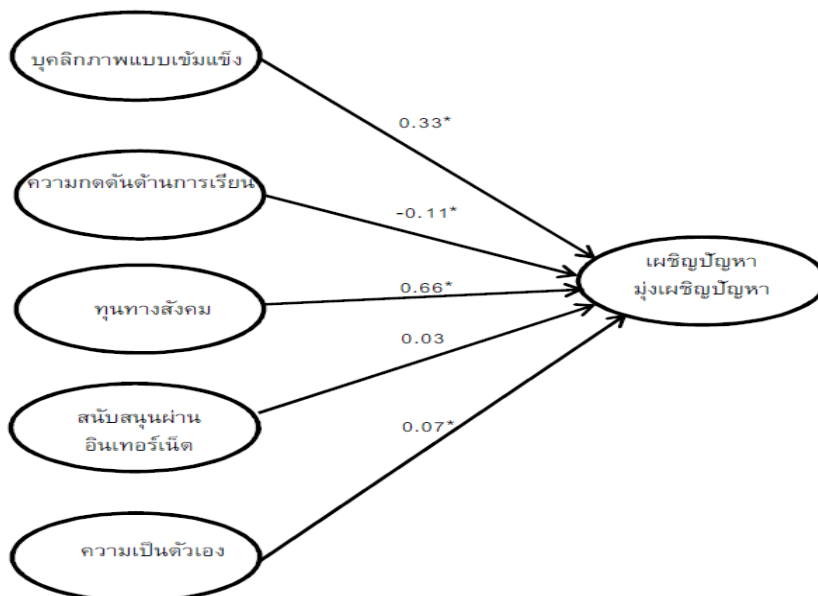 บุคลิกภาพแบบเข้มแข็ง
0.33*
ความกดดันด้านการเรียน
-0.11*
เผชิญปัญหา
มุ่งเผชิญปัญหา
ทุนทางสังคม
0.66*
0.03
สนับสนุนผ่าน
อินเทอร์เน็ต
0.07*
ความเป็นตัวเอง